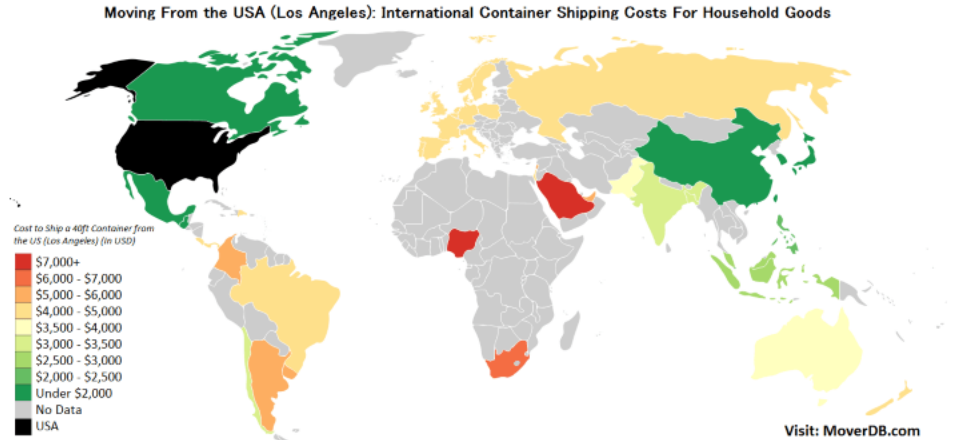 Moving From the USA (Los Angeles): International Container Shipping Costs For Household Goods
Cost to Ship a 40ft Container from
the US (Los Angeles) (In USD)
$7,000+
$6,000 - $7,000
$5,000 - $6,000
$4,000 - $5,000
$3,500 - $4,000
$3,000 - $3,500
$2,500 - $3,000
$2,000 - $2,500
Under $2,000
No Data
USA
Visit: MoverDB.com